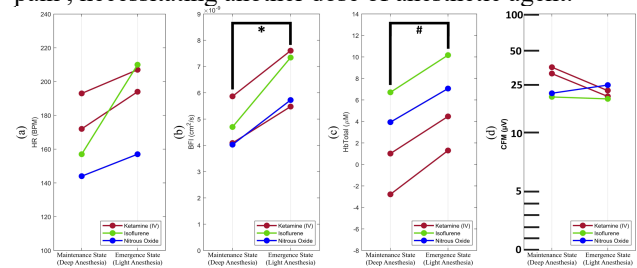 pain , necessitating another dose of anesthetic agent.
(a)
HR (BPM)
240
220
200
180
160
140
120
100
Ketamine (IV)
Isoflurene
Nitrous Oxide
Maintenance State
(Deep Anesthesia)
Emergence State
(Light Anesthesia)
(b)
BFI (cm²/s)
×10⁻⁸
9
8
7
6
5
4
3
2
1
0
*
Ketamine (IV)
Isoflurene
Nitrous Oxide
Maintenance State
(Deep Anesthesia)
Emergence State
(Light Anesthesia)
(c)
HbTotal (μM)
14
12
10
8
6
4
2
0
-2
-4
-6
-8
#
Ketamine (IV)
Isoflurene
Nitrous Oxide
Maintenance State
(Deep Anesthesia)
Emergence State
(Light Anesthesia)
(d)
CFM (μV)
100
50
25
10
5
0
Ketamine (IV)
Isoflurene
Nitrous Oxide
Maintenance State
(Deep Anesthesia)
Emergence State
(Light Anesthesia)